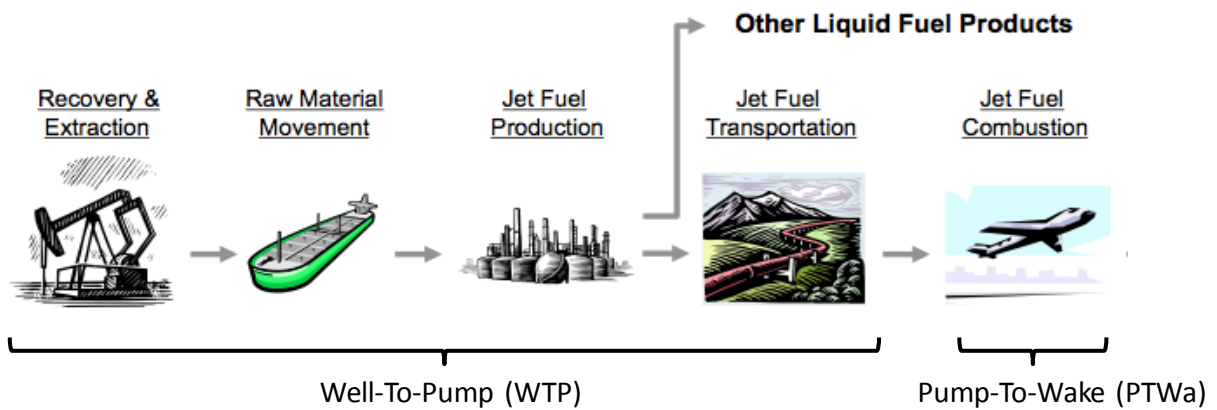 Other Liquid Fuel Products
Recovery &
Extraction
Raw Material
Movement
Jet Fuel
Production
Jet Fuel
Transportation
Jet Fuel
Combustion
Well-To-Pump (WTP)
Pump-To-Wake (PTWa)